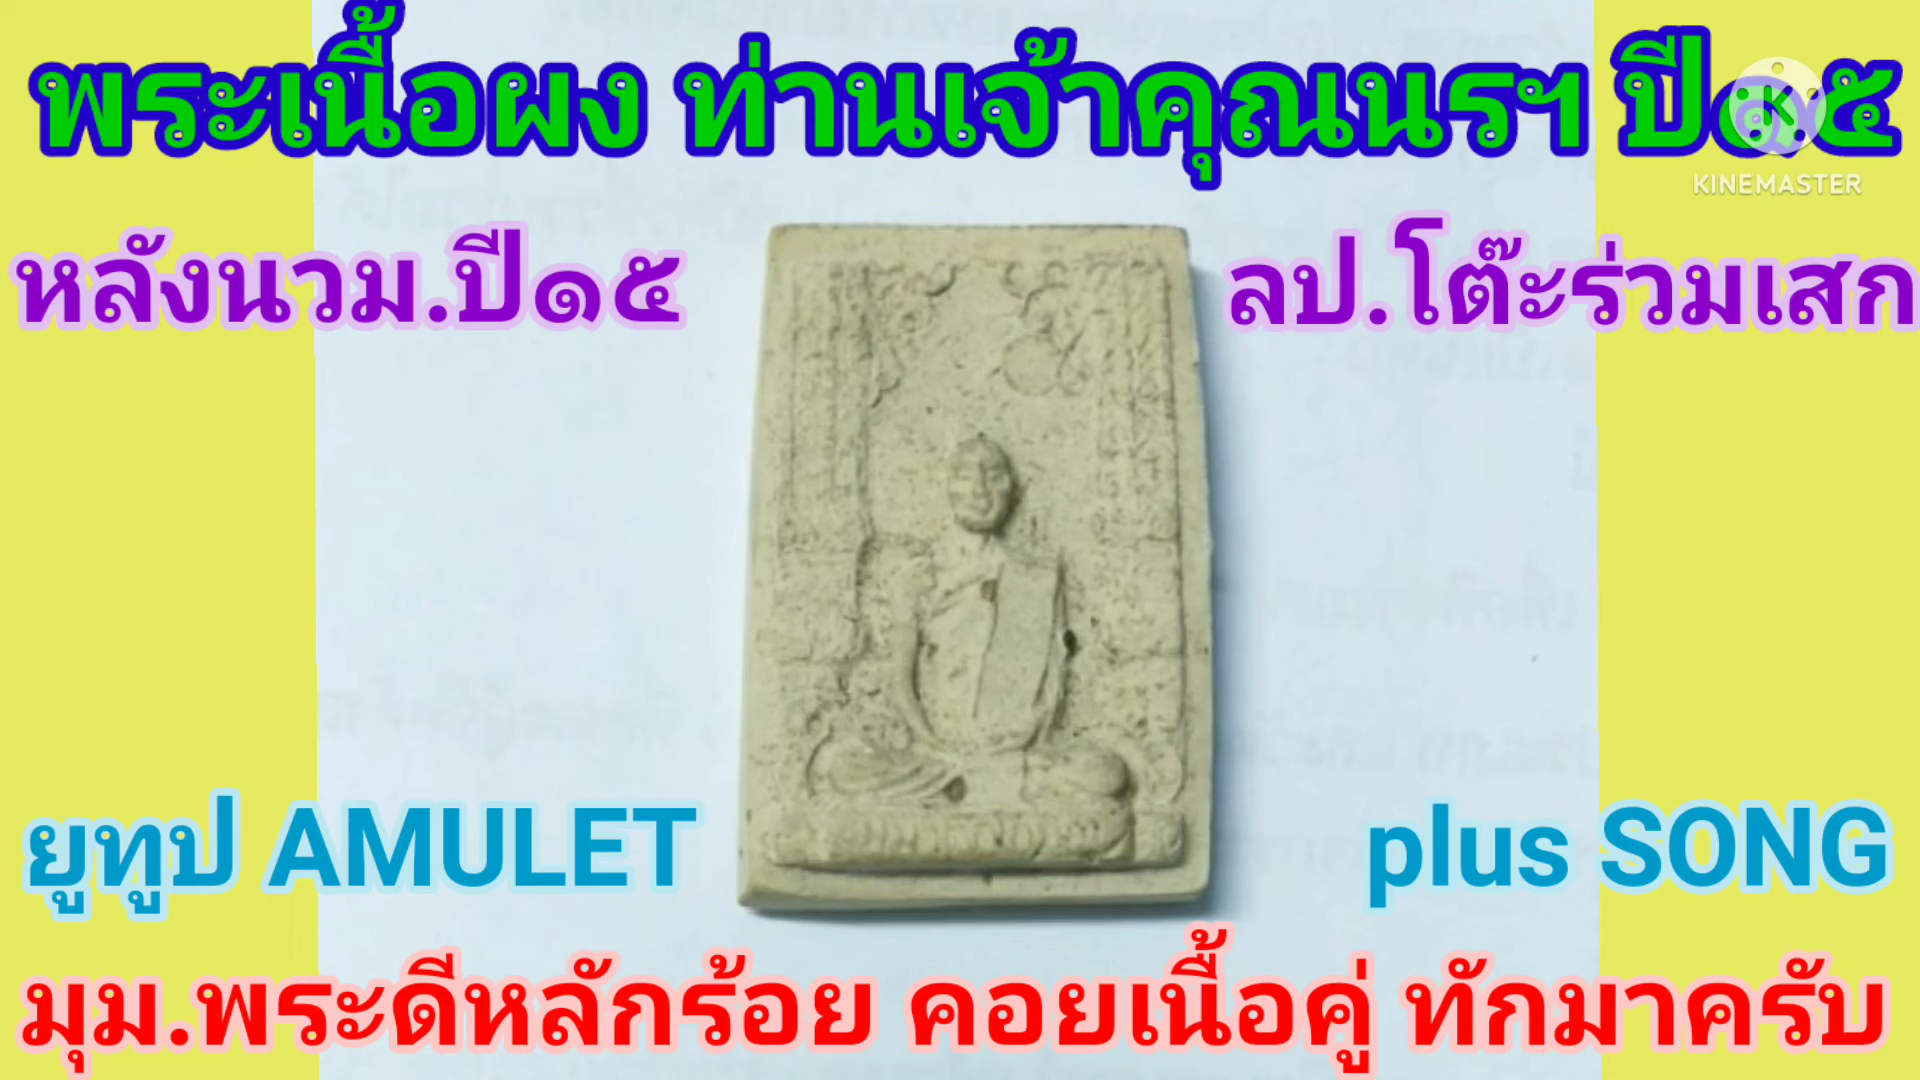 พระเนื้อผง ท่านเจ้าคุณนรฯ ปี๑๕
KINEMASTER
หลังนวม.ปี๑๕
ลป.โต๊ะร่วมเสก
ยูทูป AMULET
plus SONG
มุม.พระดีหลักร้อย คอยเนื้อคู่ ทักมาครับ